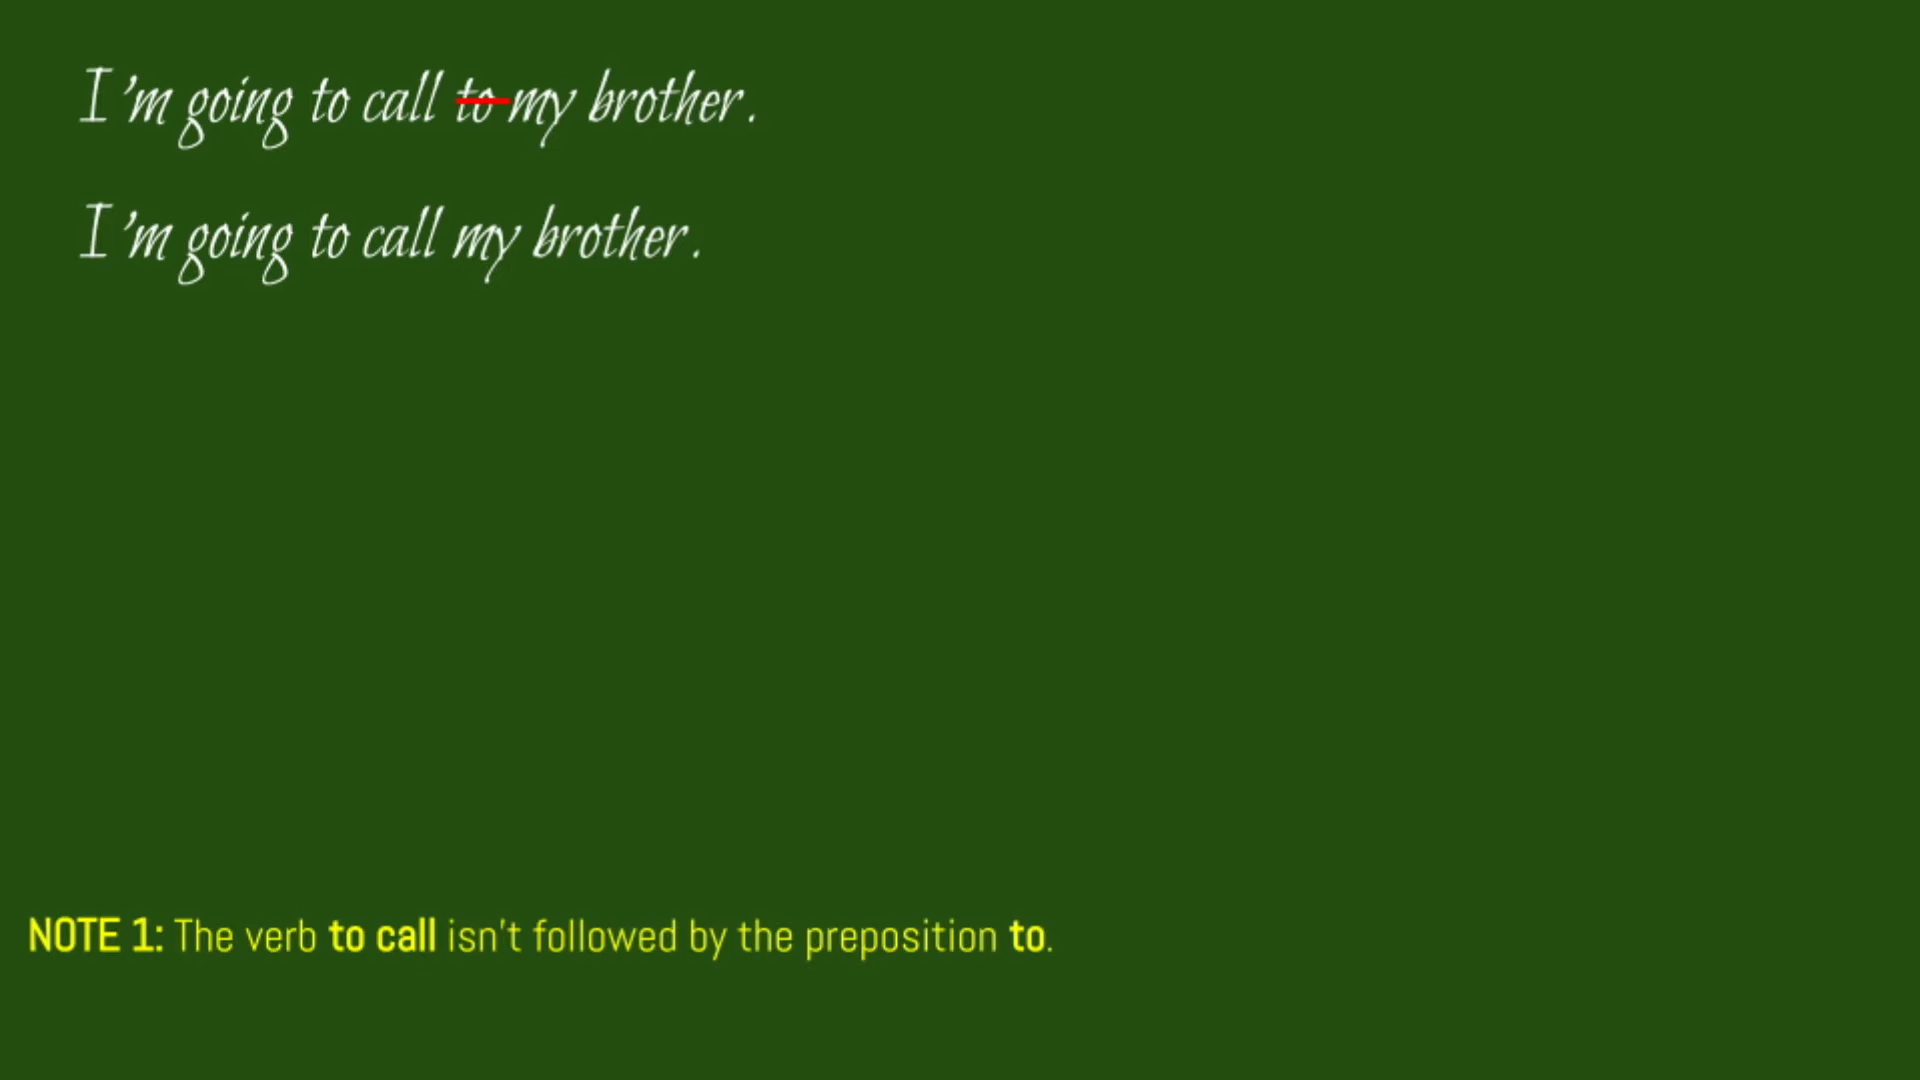 I'm going to call to my brother.
I'm going to call my brother.
NOTE 1: The verb to call isn't followed by the preposition to.